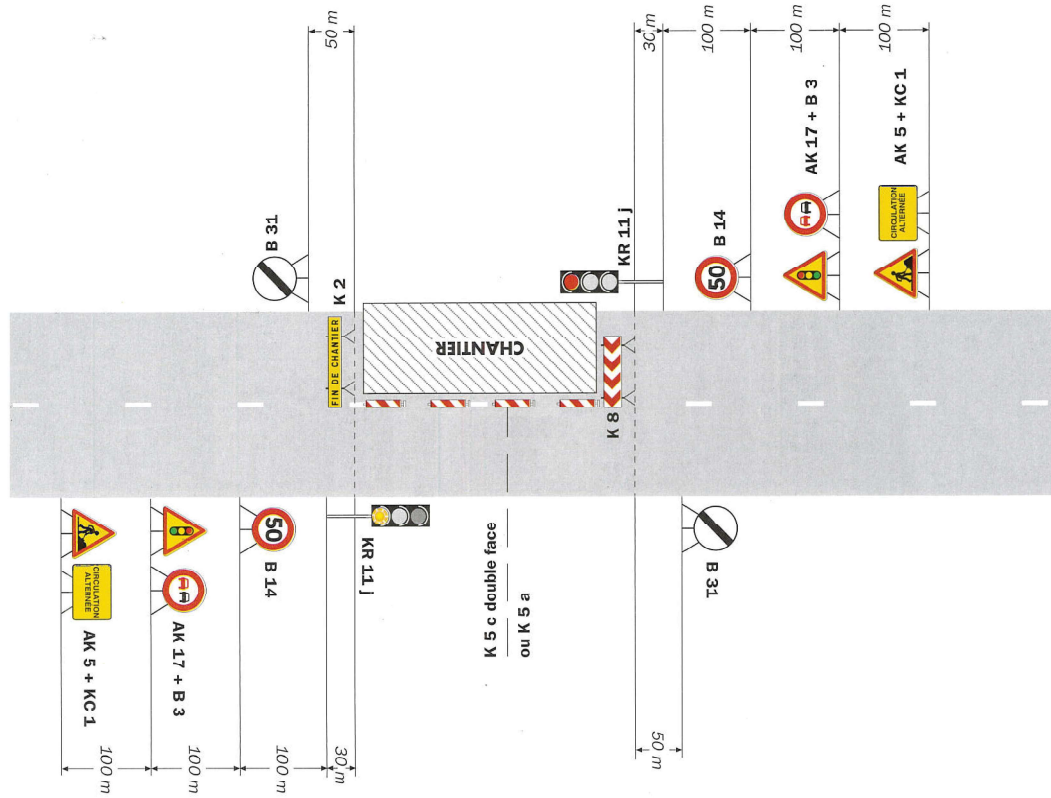 50 m
30 m
100 m
100 m
100 m
AK 17 + B 3
AK 5 + KC 1
CIRCULATION
ALTERNÉE
B 14
50
KR 11 j
B 31
K 2
FIN DE CHANTIER
CHANTIER
K 8
K 5 c double face
ou K 5 a
KR 11 j
B 31
50
B 14
CIRCULATION
ALTERNÉE
AK 17 + B 3
AK 5 + KC 1
100 m
100 m
100 m
30 m
50 m